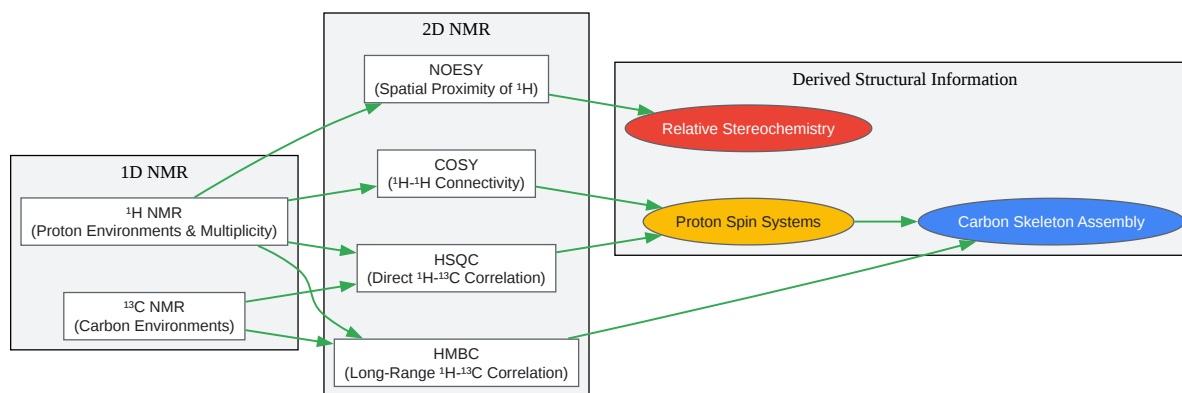 1D NMR
¹H NMR
(Proton Environments & Multiplicity)
¹³C NMR
(Carbon Environments)
2D NMR
NOESY
(Spatial Proximity of ¹H)
COSY
(¹H-¹H Connectivity)
HSQC
(Direct ¹H-¹³C Correlation)
HMBC
(Long-Range ¹H-¹³C Correlation)
Derived Structural Information
Relative Stereochemistry
Proton Spin Systems
Carbon Skeleton Assembly